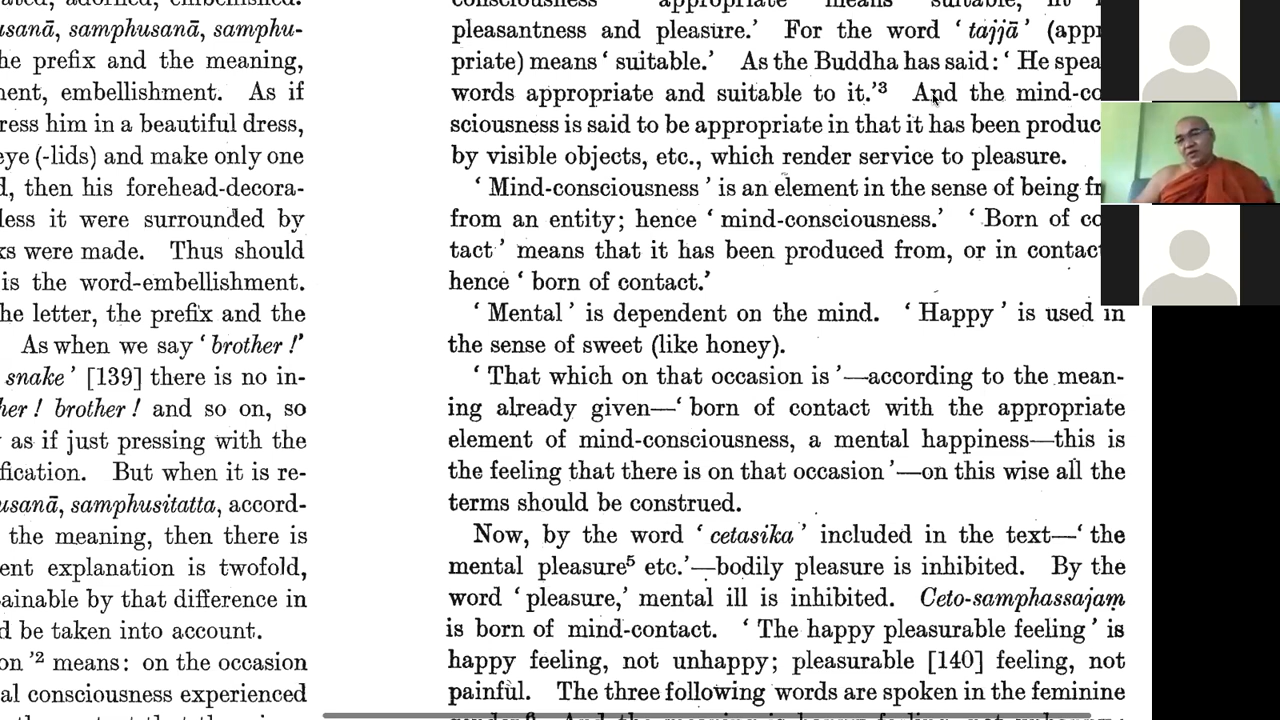 usanā, samphusanā, samphu-
he prefix and the meaning,
ment, embellishment. As if
ress him in a beautiful dress,
eye (-lids) and make only one
d, then his forehead-decora-
less it were surrounded by
ks were made. Thus should
is the word-embellishment.
he letter, the prefix and the
As when we say ‘ brother !’
snake ’ [139] there is no in-
her ! brother ! and so on, so
as if just pressing with the
fication. But when it is re-
usanā, samphusitatta, accord-
the meaning, then there is
ent explanation is twofold,
ainable by that difference in
d be taken into account.
on ’² means: on the occasion
al consciousness experienced
pleasantness and pleasure.’ For the word ‘ tajjā ’ (appr
priate) means ‘ suitable.’ As the Buddha has said: ‘ He spea
words appropriate and suitable to it.’³ And the mind-co
sciousness is said to be appropriate in that it has been produc
by visible objects, etc., which render service to pleasure.
‘ Mind-consciousness ’ is an element in the sense of being fr
from an entity; hence ‘ mind-consciousness.’ ‘ Born of co
tact ’ means that it has been produced from, or in contact
hence ‘ born of contact.’
‘ Mental ’ is dependent on the mind. ‘ Happy ’ is used in
the sense of sweet (like honey).
‘ That which on that occasion is ’—according to the mean-
ing already given—‘ born of contact with the appropriate
element of mind-consciousness, a mental happiness—this is
the feeling that there is on that occasion ’—on this wise all the
terms should be construed.
Now, by the word ‘ cetasika ’ included in the text—‘ the
mental pleasure⁵ etc.’—bodily pleasure is inhibited. By the
word ‘ pleasure,’ mental ill is inhibited. Ceto-samphassajaṃ
is born of mind-contact. ‘ The happy pleasurable feeling ’ is
happy feeling, not unhappy; pleasurable [140] feeling, not
painful. The three following words are spoken in the feminine